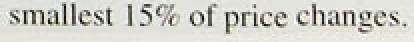 smallest 15% of price changes.